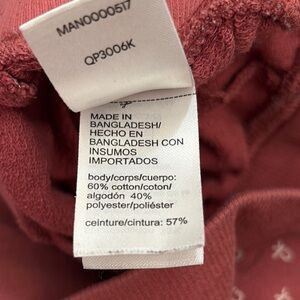 MAN0000517
QP3006K
MADE IN
BANGLADESH/
HECHO EN
BANGLADESH CON
INSUMOS
IMPORTADOS
body/corps/cuerpo:
60% cotton/coton/
algodón  40%
polyester/poliéster
ceinture/cintura: 57%